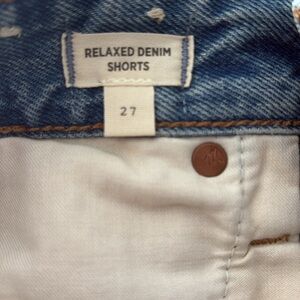 RELAXED DENIM
SHORTS
27